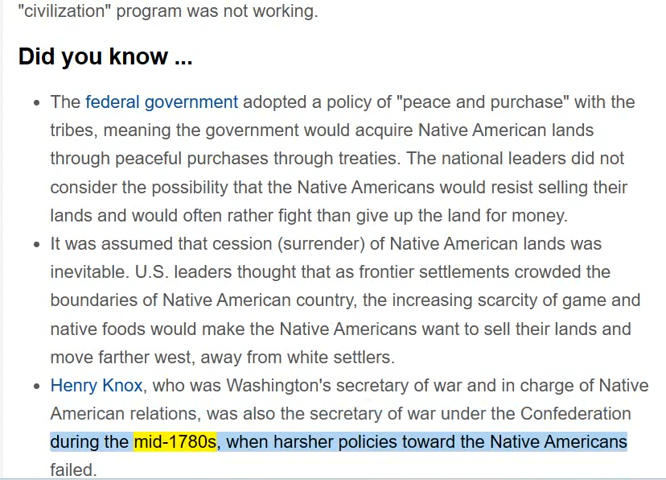 "civilization" program was not working.
Did you know ...
• The federal government adopted a policy of "peace and purchase" with the
tribes, meaning the government would acquire Native American lands
through peaceful purchases through treaties. The national leaders did not
consider the possibility that the Native Americans would resist selling their
lands and would often rather fight than give up the land for money.
• It was assumed that cession (surrender) of Native American lands was
inevitable. U.S. leaders thought that as frontier settlements crowded the
boundaries of Native American country, the increasing scarcity of game and
native foods would make the Native Americans want to sell their lands and
move farther west, away from white settlers.
• Henry Knox, who was Washington's secretary of war and in charge of Native
American relations, was also the secretary of war under the Confederation
during the mid-1780s, when harsher policies toward the Native Americans
failed.